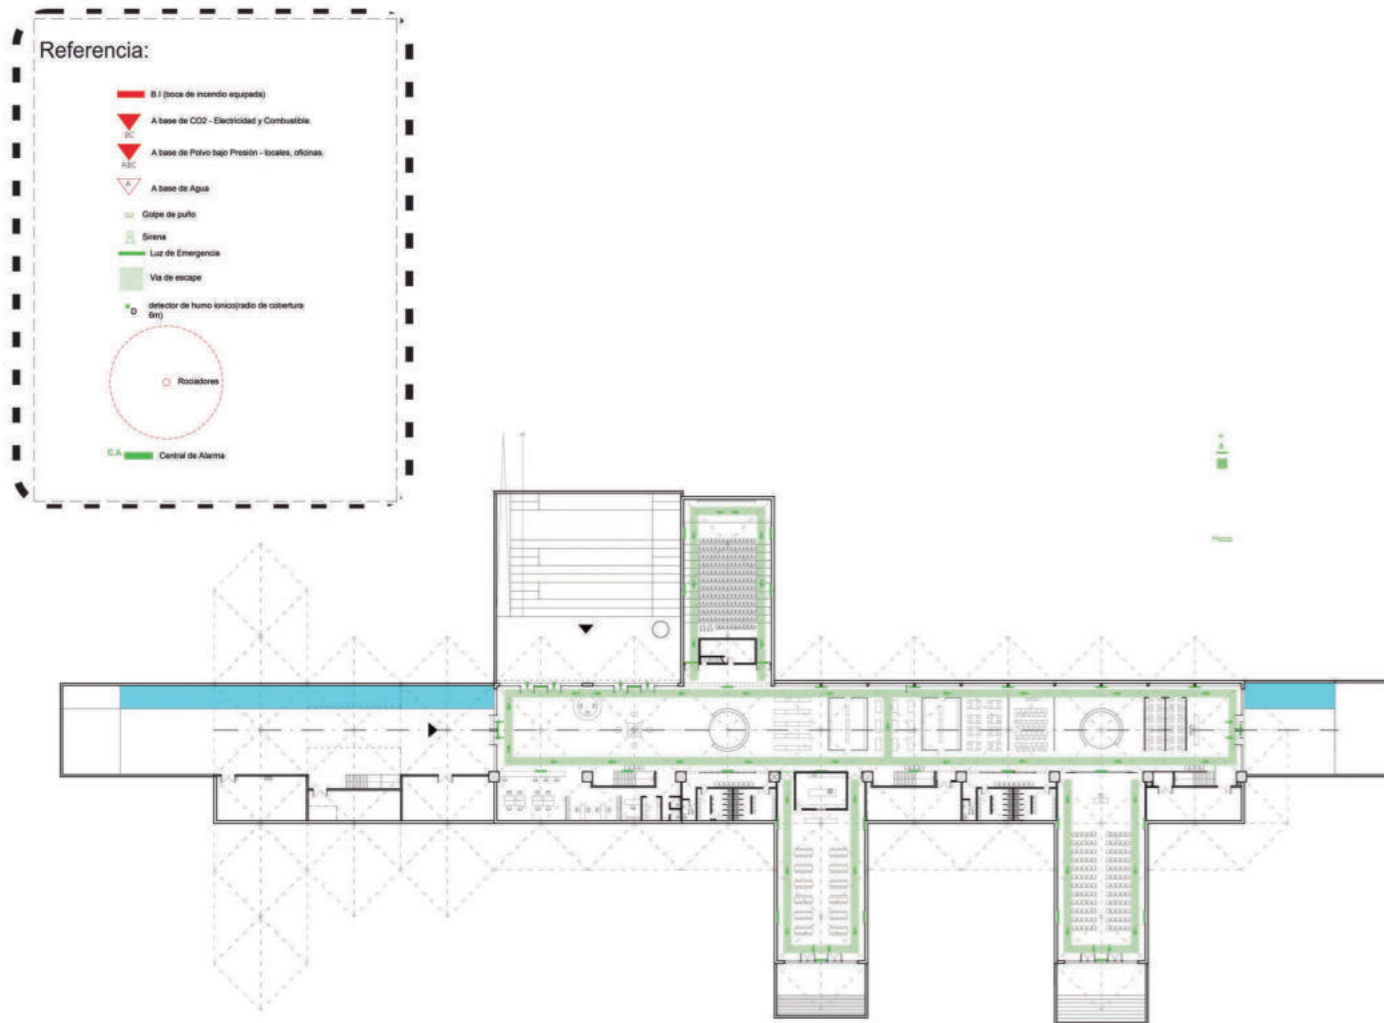 Referencia:
B.I (boca de incendio equipada)
A base de CO2 - Electricidad y Combustible.
BC
A base de Polvo bajo Presión - locales, oficinas.
ABC
A
A base de Agua
Golpe de puño
Sirena
Luz de Emergencia
Via de escape
D
detector de humo ionico(radio de cobertura
6m)
Rociadores
C.A.
Central de Alarma